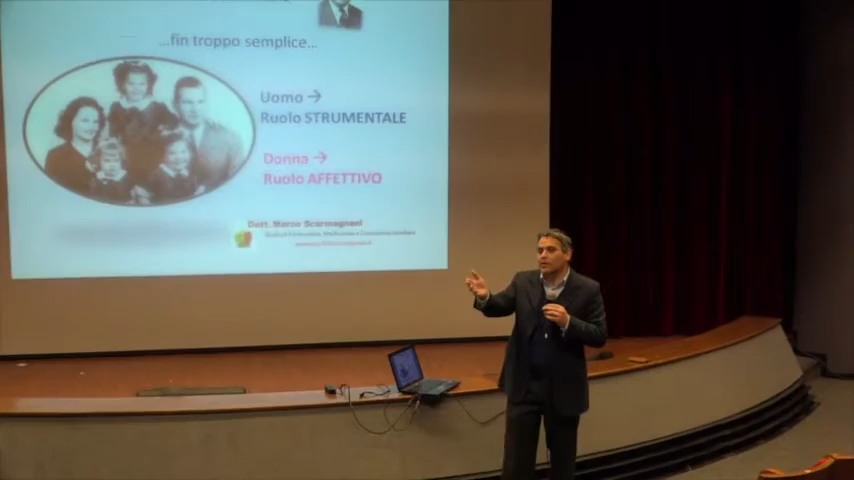 ...fin troppo semplice...
Uomo →
Ruolo STRUMENTALE
Donna →
Ruolo AFFETTIVO
Dott. Marco Scarmagnani